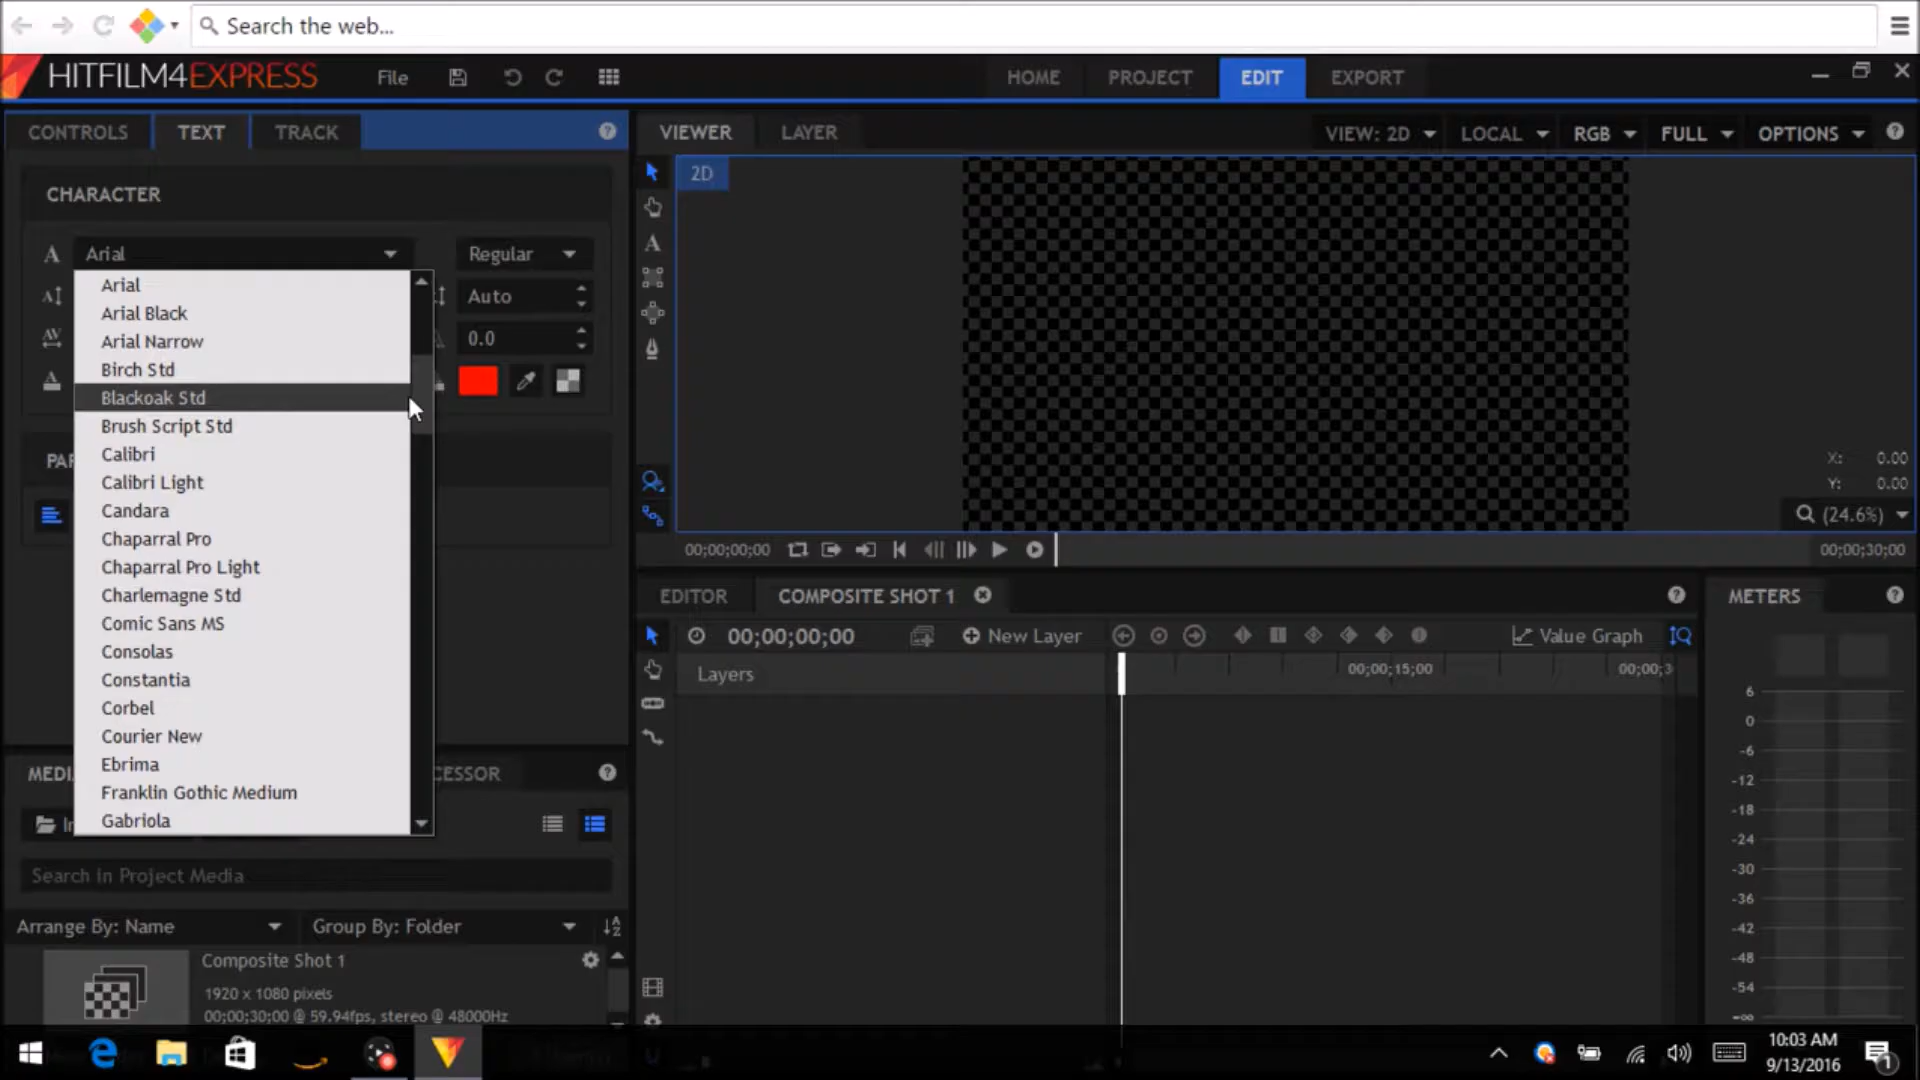 Search the web...
HITFILM4EXPRESS
File
HOME
PROJECT
EDIT
EXPORT
CONTROLS
TEXT
TRACK
VIEWER
LAYER
VIEW: 2D
LOCAL
RGB
FULL
OPTIONS
CHARACTER
2D
Arial
Regular
Auto
0.0
Arial
Arial Black
Arial Narrow
Birch Std
Blackoak Std
Brush Script Std
Calibri
Calibri Light
Candara
Chaparral Pro
Chaparral Pro Light
Charlemagne Std
Comic Sans MS
Consolas
Constantia
Corbel
Courier New
Ebrima
Franklin Gothic Medium
Gabriola
X: 0.00
Y: 0.00
(24.6%)
00;00;00;00
00;00;30;00
EDITOR
COMPOSITE SHOT 1
METERS
00;00;00;00
New Layer
Value Graph
Layers
00;00;15;00
00;00;3
6
0
-6
-12
-18
-24
-30
-36
-42
-48
-54
-∞
Search in Project Media
Arrange By: Name
Group By: Folder
Composite Shot 1
1920 x 1080 pixels
00;00;30;00 @ 59.94fps, stereo @ 48000Hz
10:03 AM
9/13/2016
1